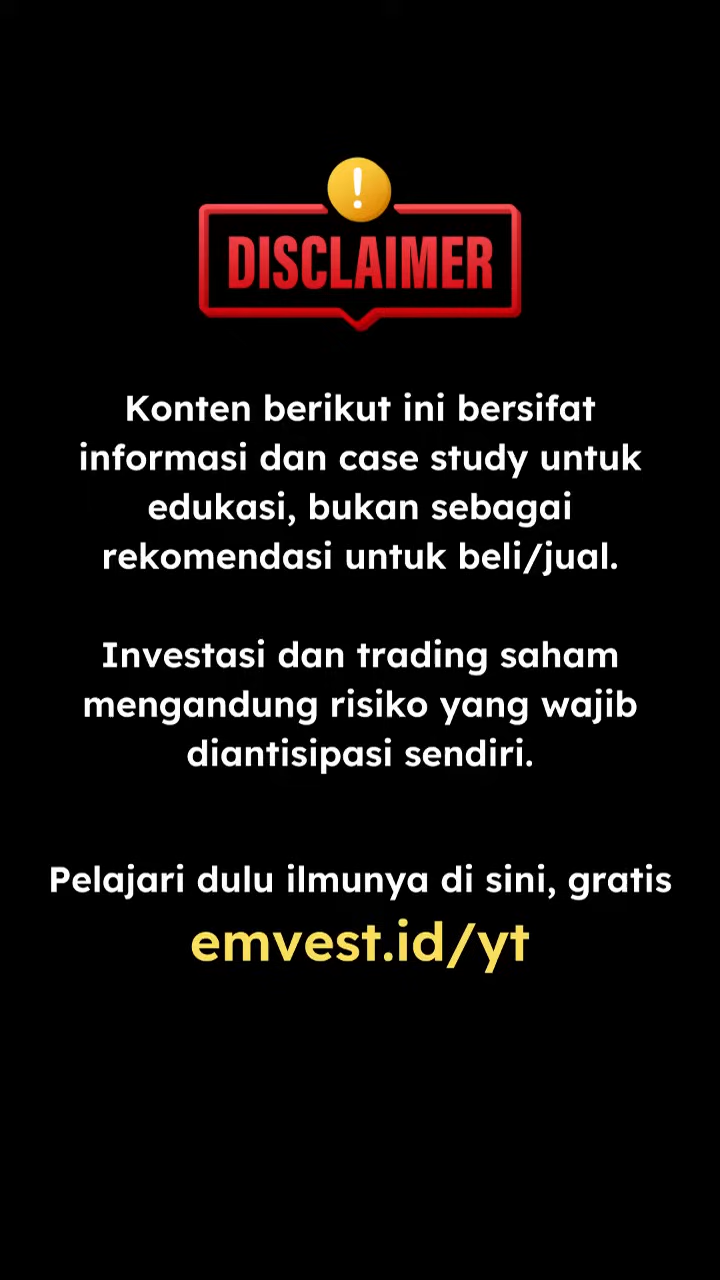 !
DISCLAIMER
Konten berikut ini bersifat
informasi dan case study untuk
edukasi, bukan sebagai
rekomendasi untuk beli/jual.
Investasi dan trading saham
mengandung risiko yang wajib
diantisipasi sendiri.
Pelajari dulu ilmunya di sini, gratis
emvest.id/yt